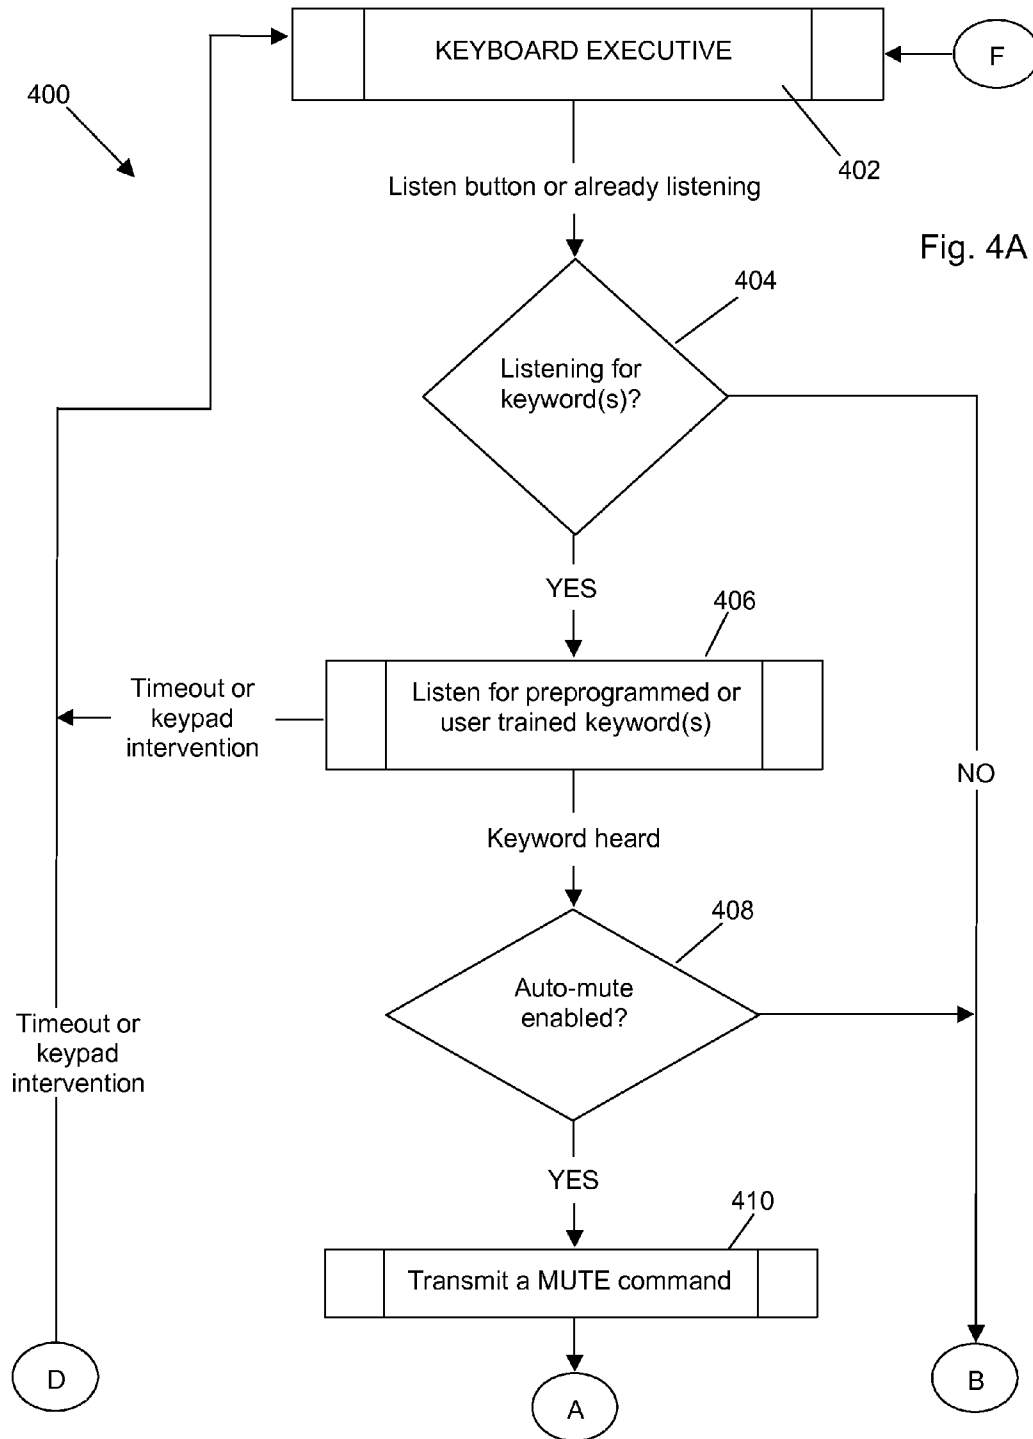 KEYBOARD EXECUTIVE
F
400
402
Listen button or already listening
Fig. 4A
404
Listening for
keyword(s)?
YES
406
Listen for preprogrammed or
user trained keyword(s)
Timeout or
keypad
intervention
NO
Keyword heard
408
Auto-mute
enabled?
Timeout or
keypad
intervention
YES
410
Transmit a MUTE command
D
A
B